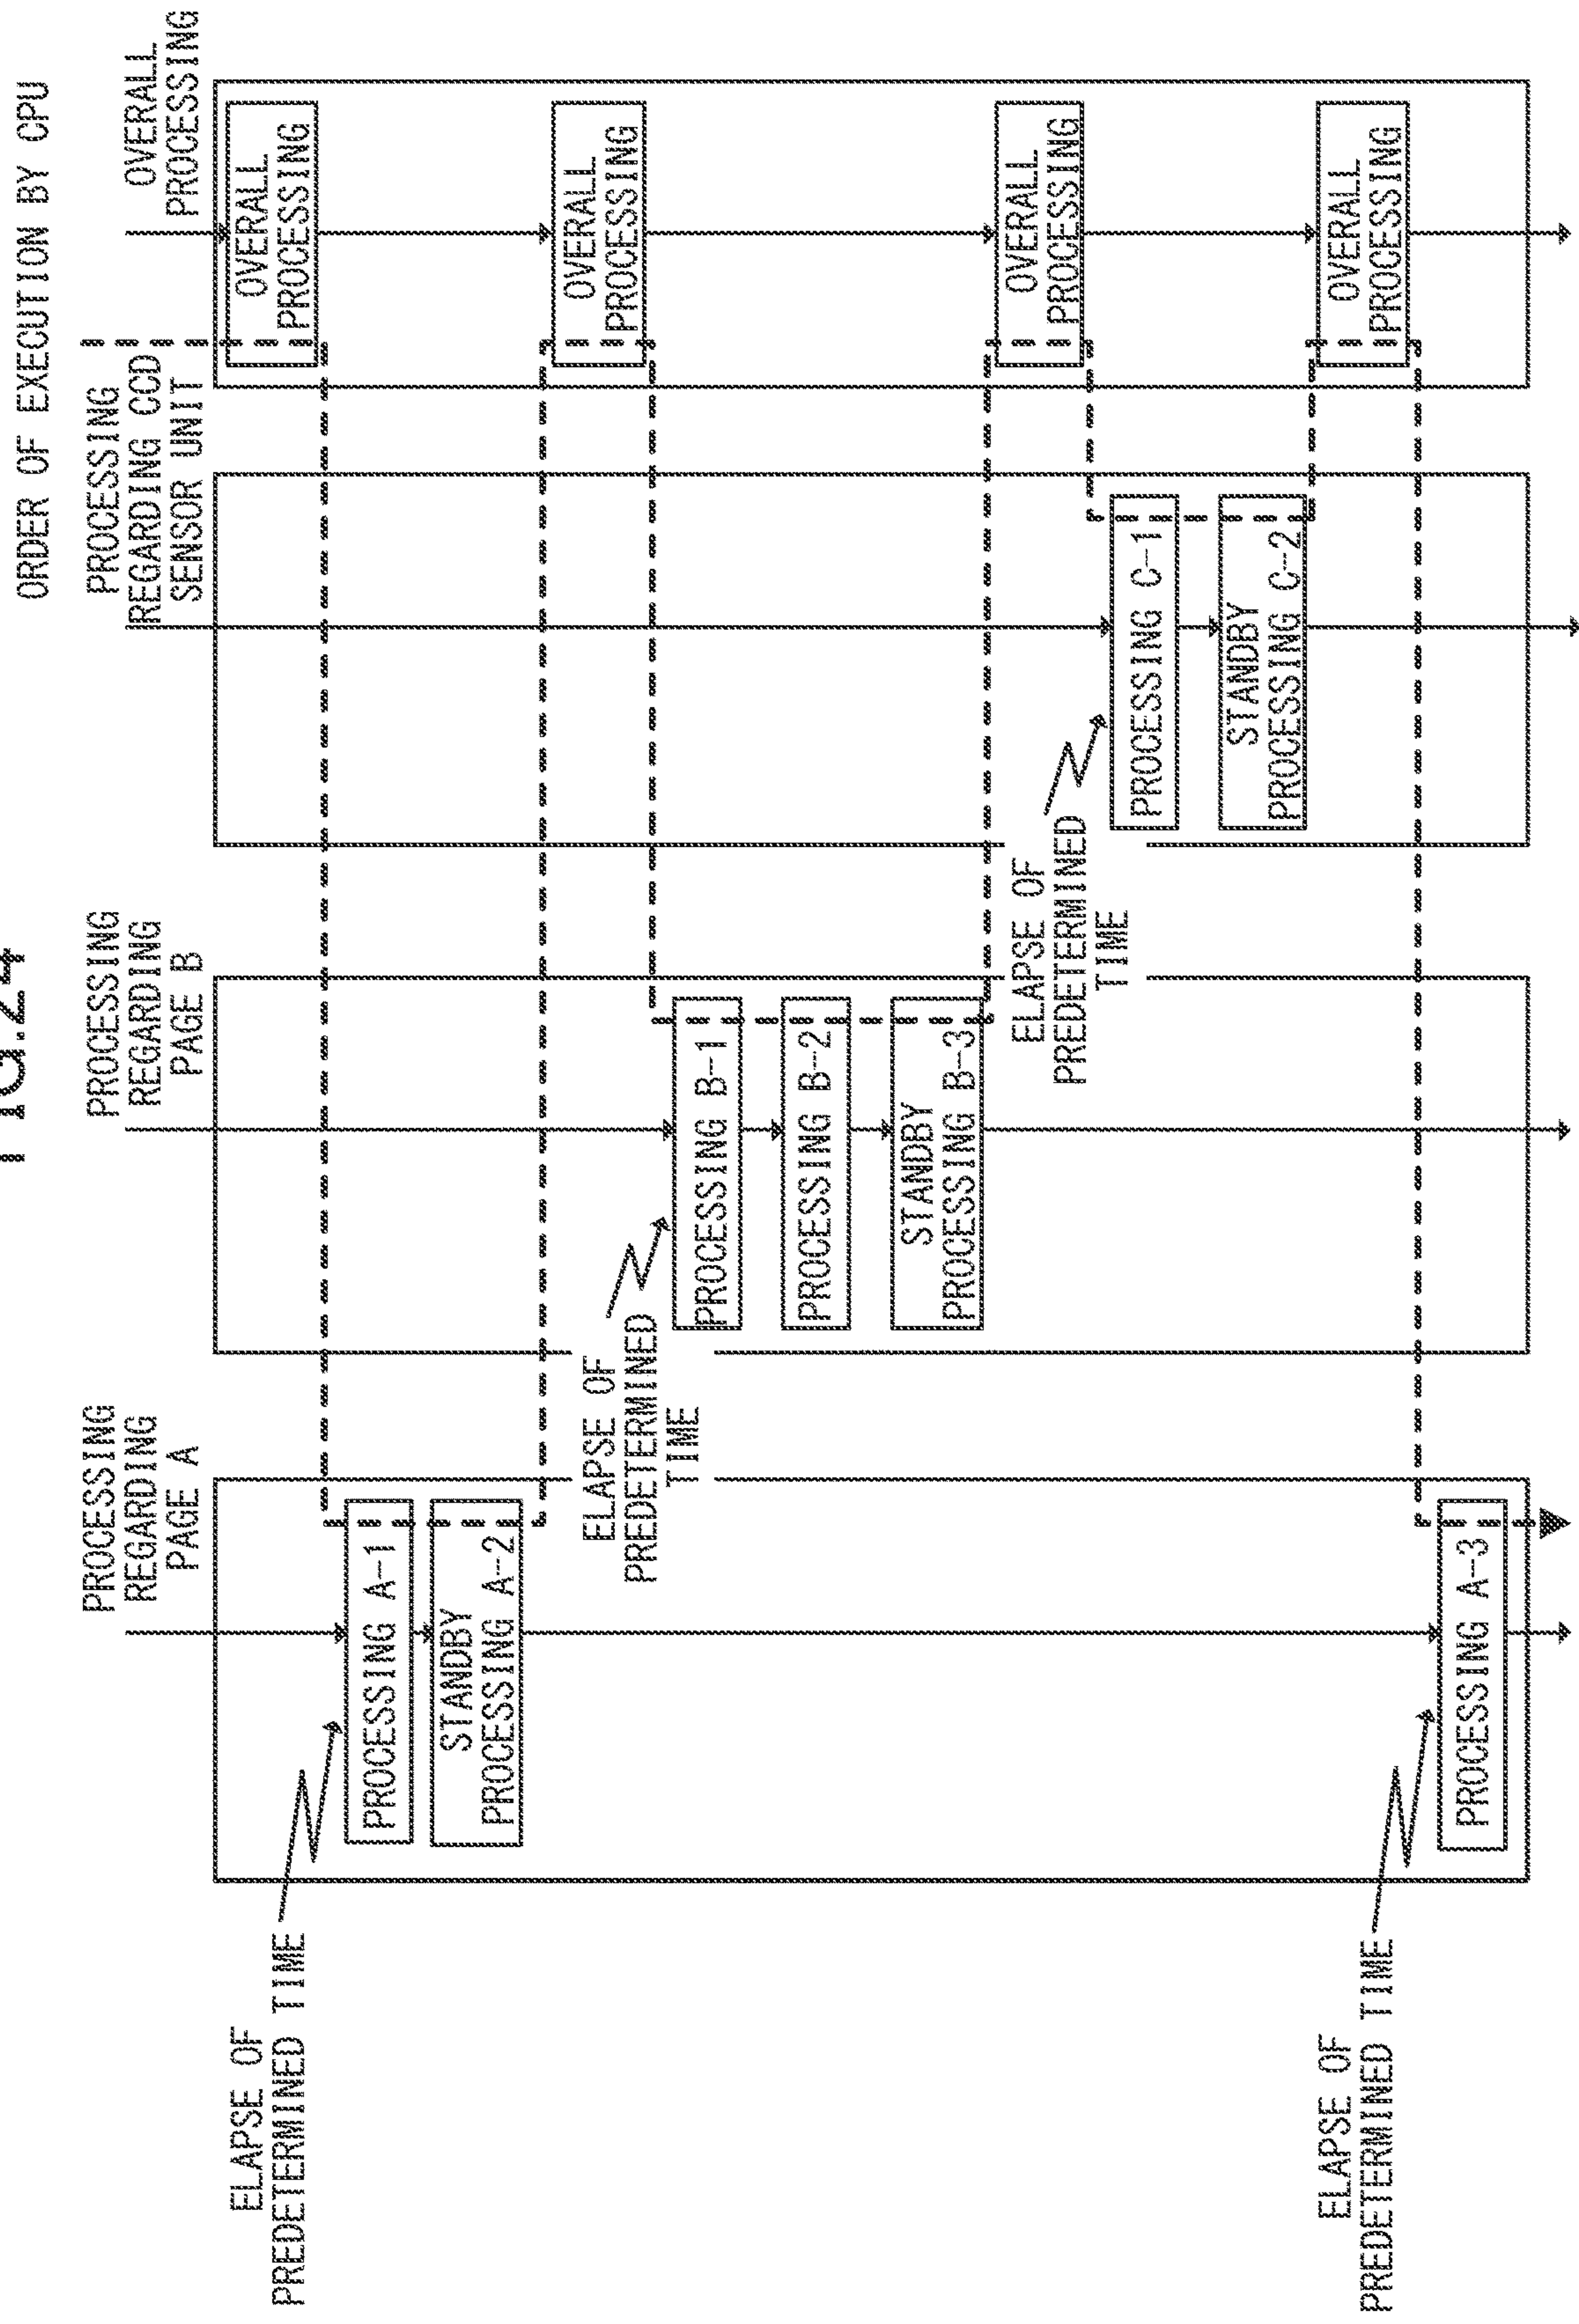 FIG.24
ORDER OF EXECUTION BY CPU
PROCESSING
REGARDING
PAGE A
PROCESSING
REGARDING
PAGE B
PROCESSING
REGARDING CCD
SENSOR UNIT
OVERALL
PROCESSING
OVERALL
PROCESSING
ELAPSE OF
PREDETERMINED TIME
PROCESSING A-1
STANDBY
PROCESSING A-2
OVERALL
PROCESSING
ELAPSE OF
PREDETERMINED
TIME
PROCESSING B-1
PROCESSING B-2
STANDBY
PROCESSING B-3
OVERALL
PROCESSING
ELAPSE OF
PREDETERMINED
TIME
PROCESSING C-1
STANDBY
PROCESSING C-2
OVERALL
PROCESSING
ELAPSE OF
PREDETERMINED TIME
PROCESSING A-3